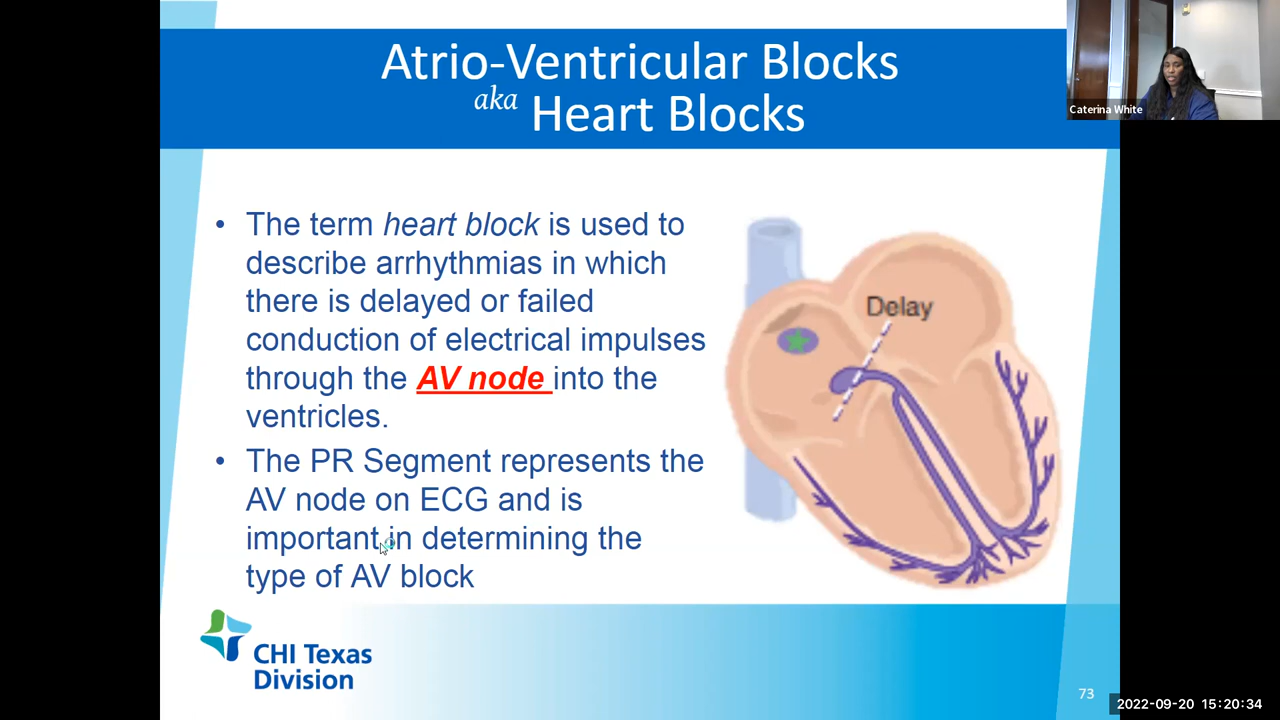 Atrio-Ventricular Blocks
aka Heart Blocks
Caterina White
• The term heart block is used to
describe arrhythmias in which
there is delayed or failed
conduction of electrical impulses
through the AV node into the
ventricles.
• The PR Segment represents the
AV node on ECG and is
important in determining the
type of AV block
Delay
CHI Texas
Division
73
2022-09-20 15:20:34